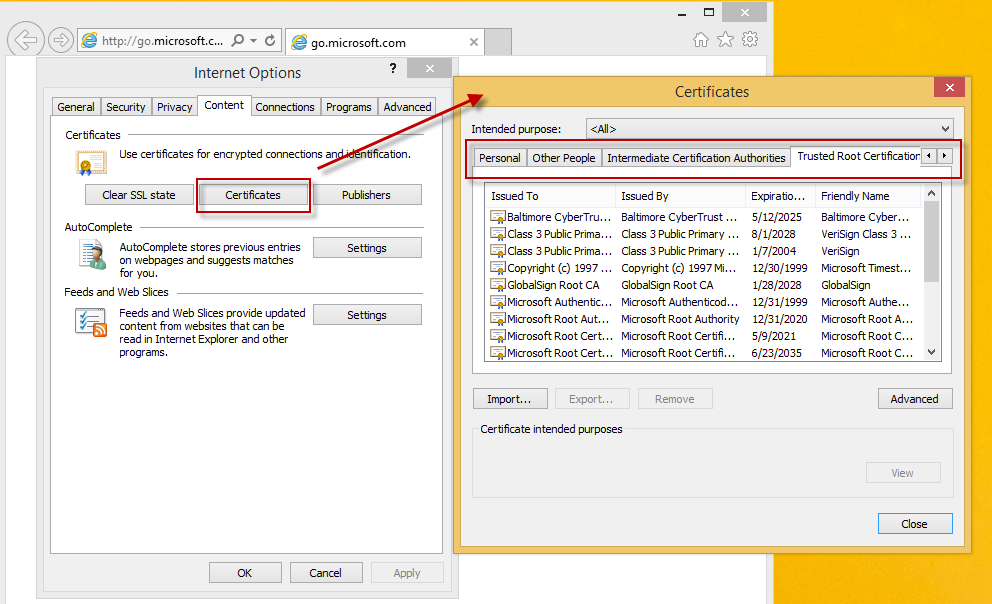 http://go.microsoft.c...
go.microsoft.com
Internet Options
?
General Security Privacy Content Connections Programs Advanced
Certificates
Use certificates for encrypted connections and identification.
Clear SSL state Certificates Publishers
AutoComplete
AutoComplete stores previous entries
on webpages and suggests matches
for you.
Settings
Feeds and Web Slices
Feeds and Web Slices provide updated
content from websites that can be
read in Internet Explorer and other
programs.
Settings
OK Cancel Apply
Certificates
Intended purpose: <All>
Personal Other People Intermediate Certification Authorities Trusted Root Certification
Issued To Issued By Expiratio... Friendly Name
Baltimore CyberTru... Baltimore CyberTrust ... 5/12/2025 Baltimore Cyber...
Class 3 Public Prima... Class 3 Public Primary ... 8/1/2028 VeriSign Class 3 ...
Class 3 Public Prima... Class 3 Public Primary ... 1/7/2004 VeriSign
Copyright (c) 1997 ... Copyright (c) 1997 Mi... 12/30/1999 Microsoft Timest...
GlobalSign Root CA GlobalSign Root CA 1/28/2028 GlobalSign
Microsoft Authentic... Microsoft Authenticod... 12/31/1999 Microsoft Authe...
Microsoft Root Aut... Microsoft Root Authority 12/31/2020 Microsoft Root A...
Microsoft Root Cert... Microsoft Root Certifi... 5/9/2021 Microsoft Root C...
Microsoft Root Cert... Microsoft Root Certifi... 6/23/2035 Microsoft Root C...
Import... Export... Remove Advanced
Certificate intended purposes
View
Close